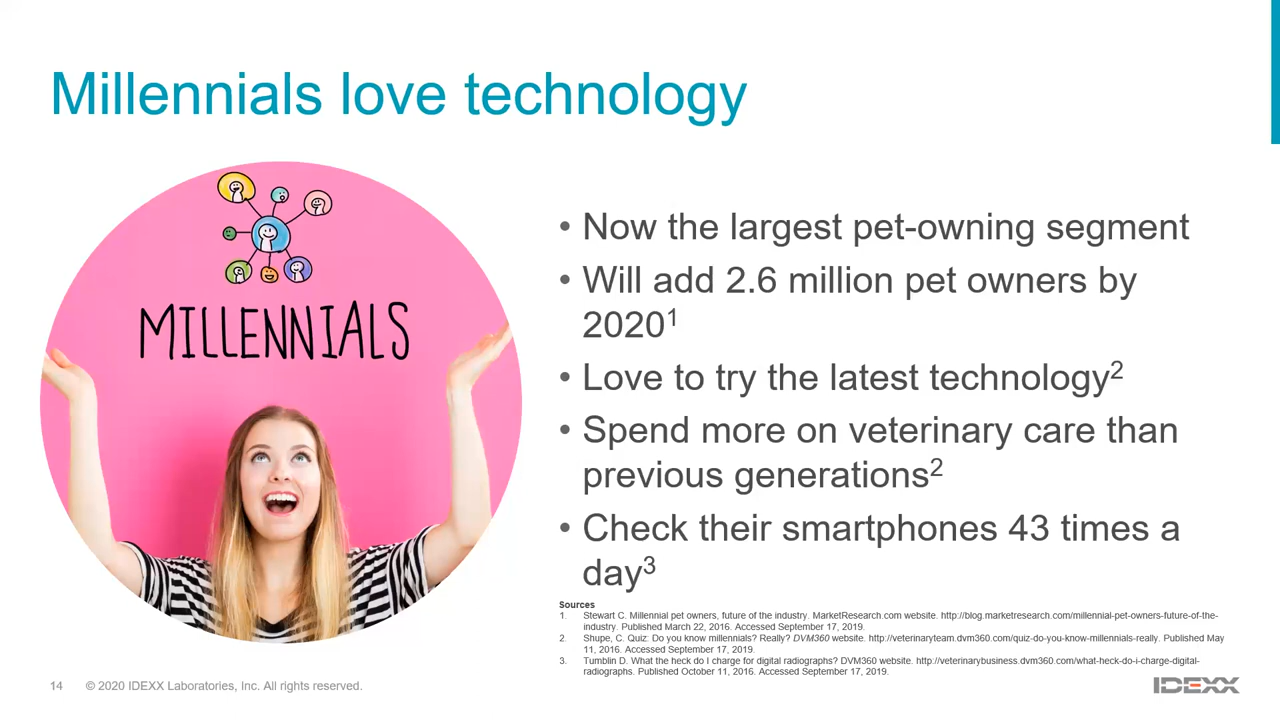 Millennials love technology
MILLENNIALS
• Now the largest pet-owning segment
• Will add 2.6 million pet owners by
2020¹
• Love to try the latest technology²
• Spend more on veterinary care than
previous generations²
• Check their smartphones 43 times a
day³
Sources
1. Stewart C. Millennial pet owners, future of the industry. MarketResearch.com website. http://blog.marketresearch.com/millennial-pet-owners-future-of-the-
industry. Published March 22, 2016. Accessed September 17, 2019.
2. Shupe, C. Quiz: Do you know millennials? Really? DVM360 website. http://veterinaryteam.dvm360.com/quiz-do-you-know-millennials-really. Published May
11, 2016. Accessed September 17, 2019.
3. Tumblin D. What the heck do I charge for digital radiographs? DVM360 website. http://veterinarybusiness.dvm360.com/what-heck-do-i-charge-digital-
radiographs. Published October 11, 2016. Accessed September 17, 2019.
14 © 2020 IDEXX Laboratories, Inc. All rights reserved.
IDEXX